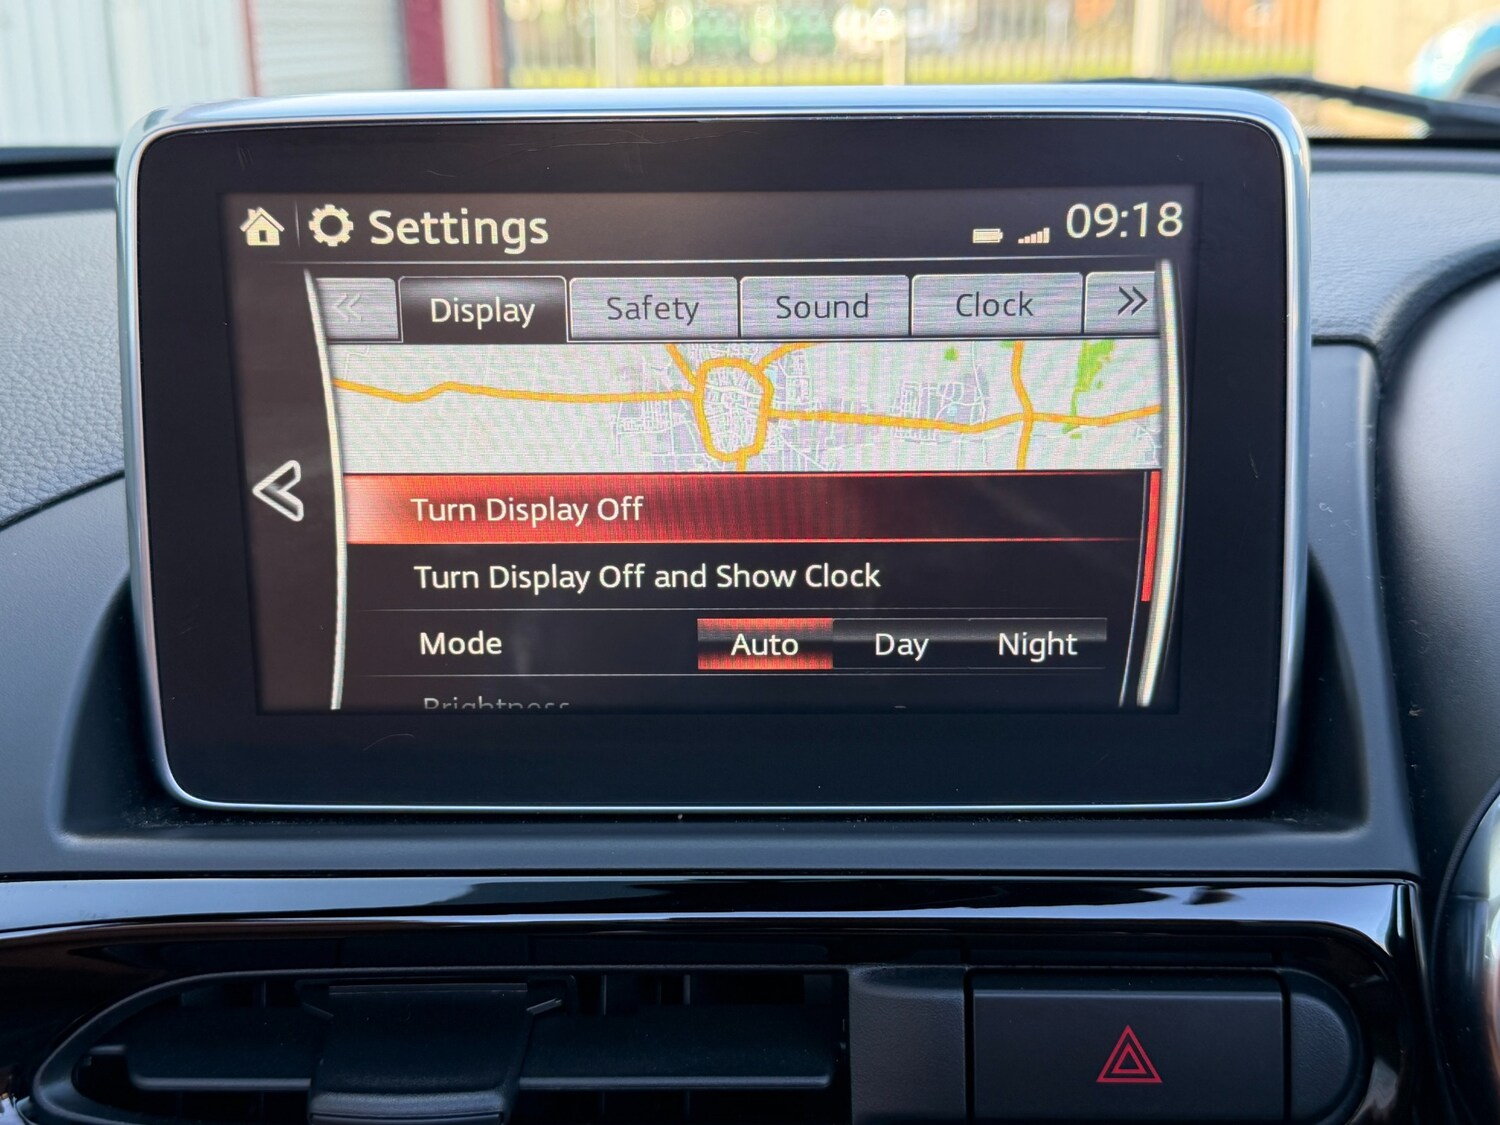 Settings 09:18
Display Safety Sound Clock
Turn Display Off
Turn Display Off and Show Clock
Mode Auto Day Night
Brightness